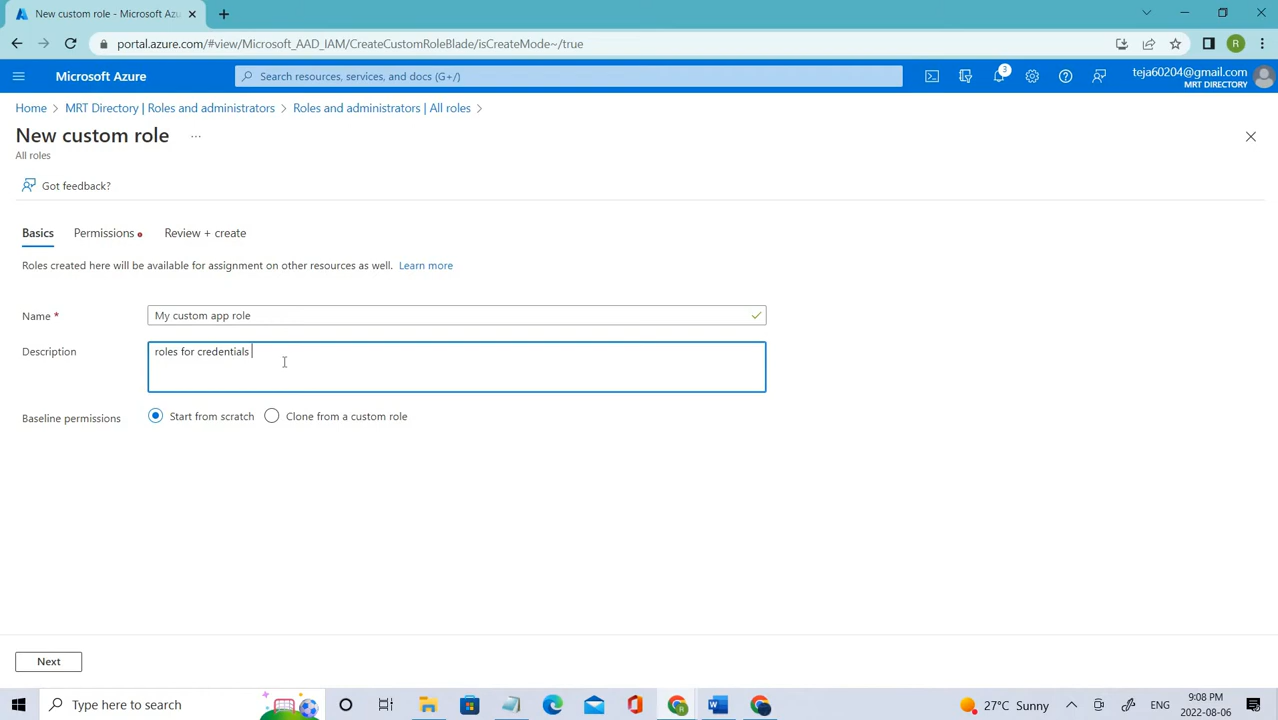 New custom role - Microsoft Azu
portal.azure.com/#view/Microsoft_AAD_IAM/CreateCustomRoleBlade/isCreateMode~/true
R
Microsoft Azure
Search resources, services, and docs (G+/)
3
teja60204@gmail.com
MRT DIRECTORY
Home > MRT Directory | Roles and administrators > Roles and administrators | All roles >
New custom role ...
All roles
Got feedback?
Basics Permissions Review + create
Roles created here will be available for assignment on other resources as well. Learn more
Name * My custom app role
Description roles for credentials
Baseline permissions Start from scratch Clone from a custom role
Next
Type here to search
27°C Sunny
ENG
9:08 PM
2022-08-06